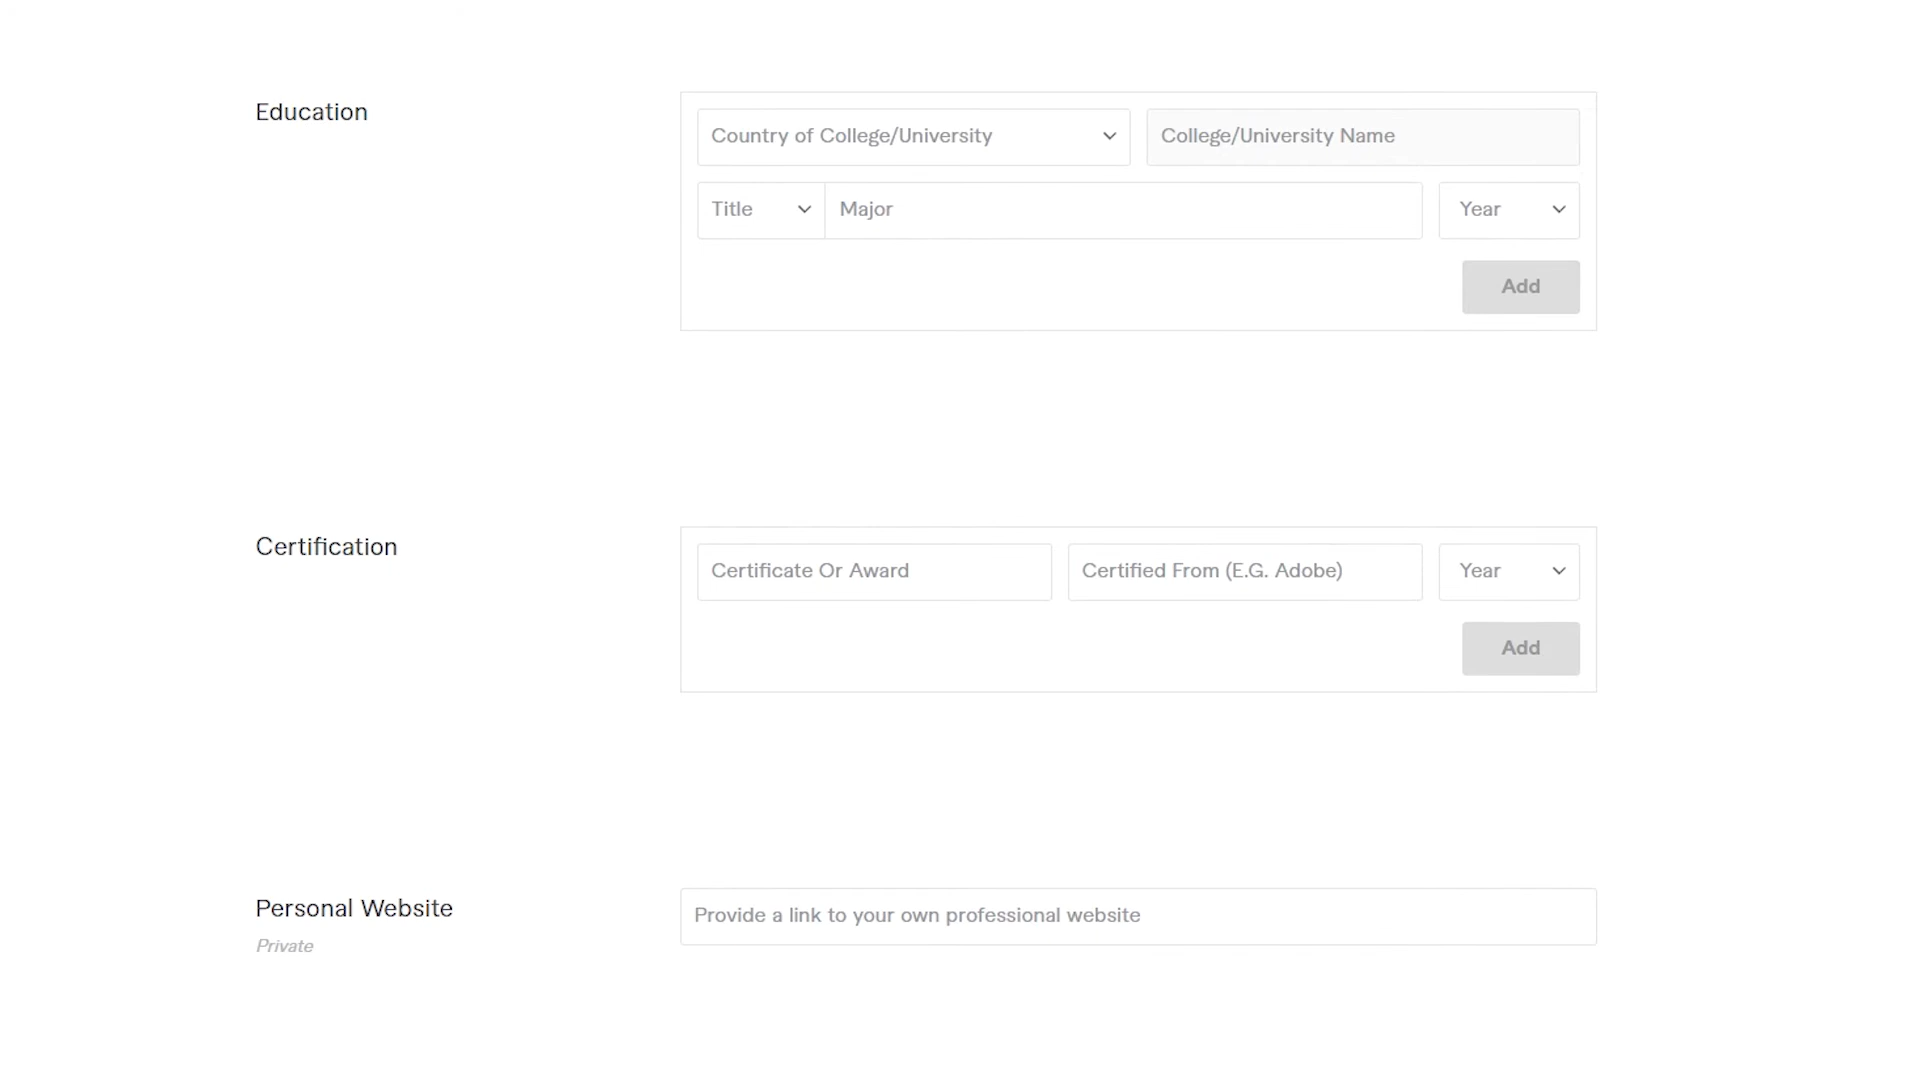 Education
Country of College/University
College/University Name
Title
Major
Year
Add
Certification
Certificate Or Award
Certified From (E.G. Adobe)
Year
Add
Personal Website
Private
Provide a link to your own professional website